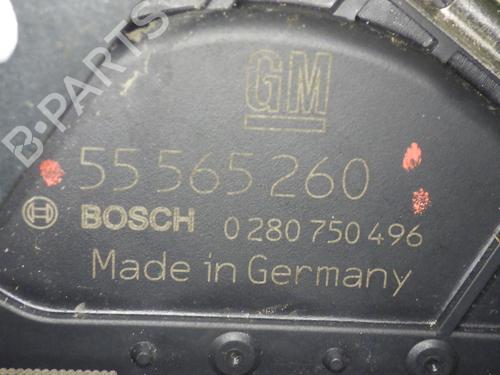 GM
55 565 260
BOSCH 0 280 750 496
Made in Germany
B-PARTS